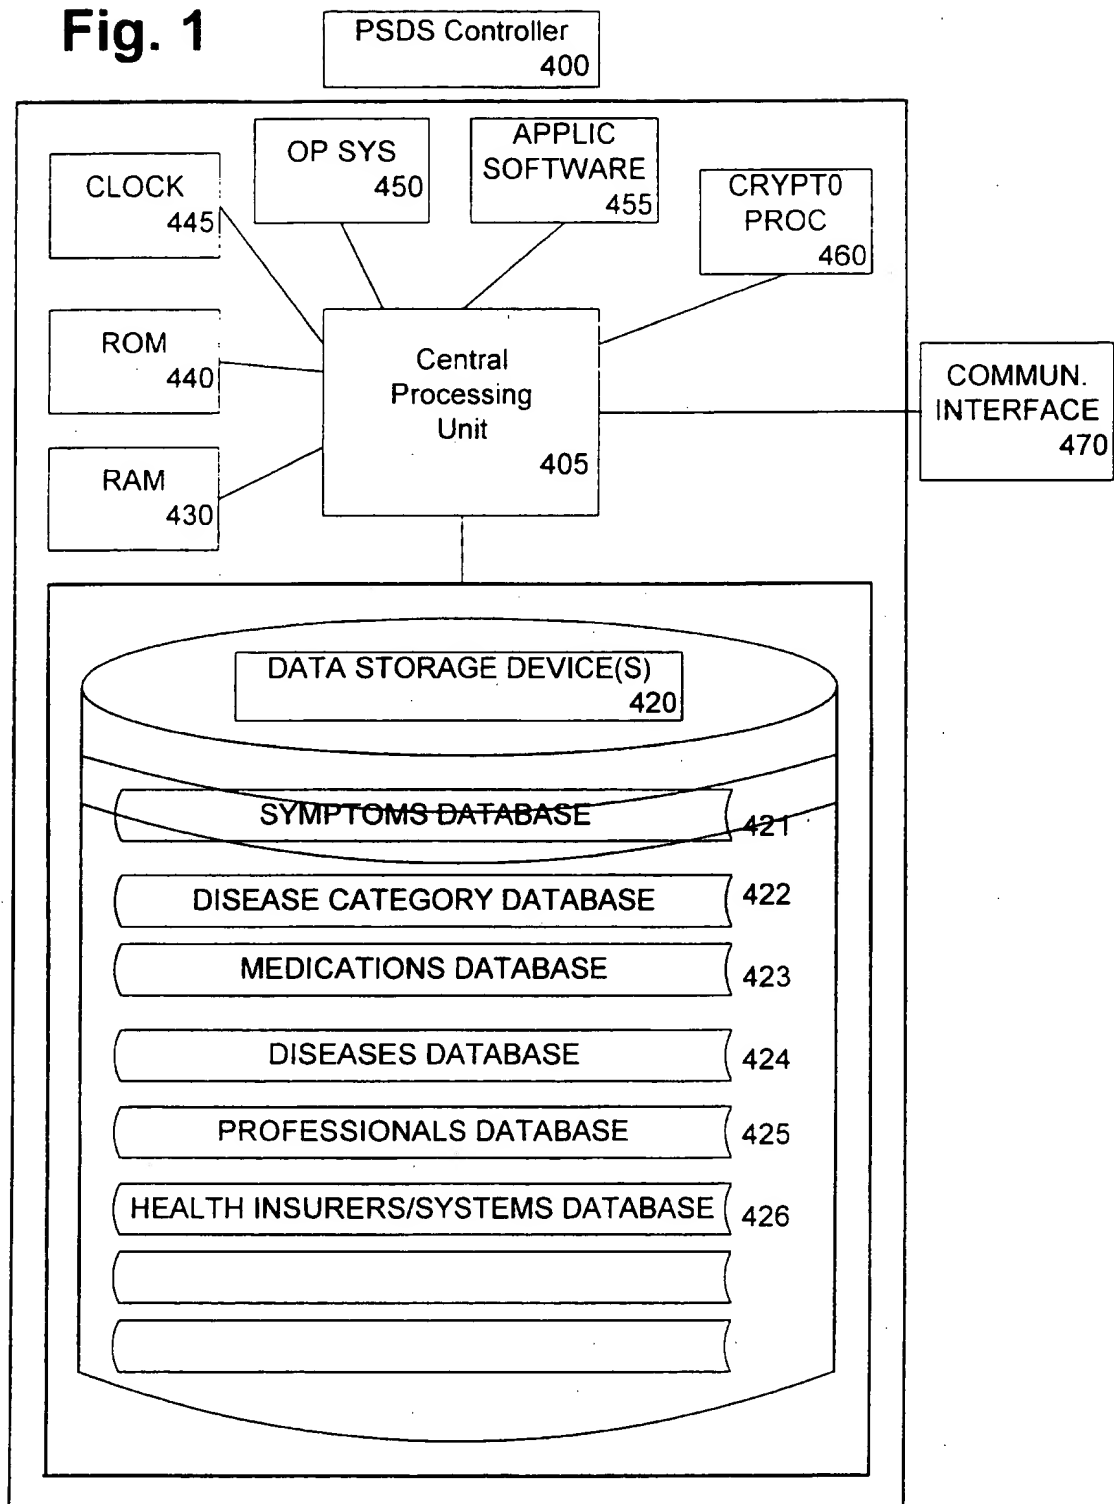 Fig. 1
PSDS Controller
400
CLOCK
445
OP SYS
450
APPLIC
SOFTWARE
455
CRYPT0
PROC
460
ROM
440
Central
Processing
Unit
405
COMMUN.
INTERFACE
470
RAM
430
DATA STORAGE DEVICE(S)
420
SYMPTOMS DATABASE
421
DISEASE CATEGORY DATABASE
422
MEDICATIONS DATABASE
423
DISEASES DATABASE
424
PROFESSIONALS DATABASE
425
HEALTH INSURERS/SYSTEMS DATABASE
426